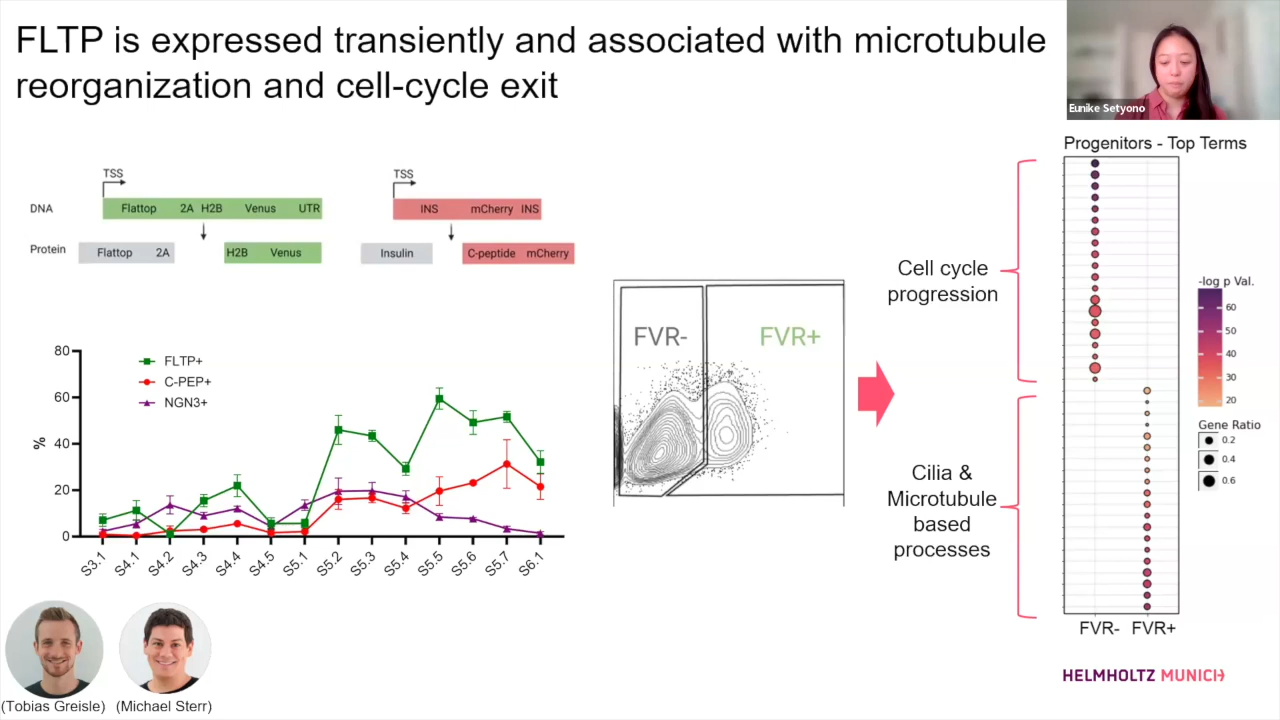 FLTP is expressed transiently and associated with microtubule
reorganization and cell-cycle exit
Eunike Setyono
TSS
DNA
Flattop 2A H2B Venus UTR
Protein
Flattop 2A
H2B Venus
TSS
INS mCherry INS
Insulin
C-peptide mCherry
FLTP+
C-PEP+
NGN3+
%
80
60
40
20
0
S3.1 S4.1 S4.2 S4.3 S4.4 S4.5 S5.1 S5.2 S5.3 S5.4 S5.5 S5.6 S5.7 S6.1
FVR- FVR+
Cell cycle
progression
Cilia &
Microtubule
based
processes
Progenitors - Top Terms
FVR- FVR+
-log p Val.
60
50
40
30
20
Gene Ratio
0.2
0.4
0.6
(Tobias Greisle) (Michael Sterr)
HELMHOLTZ MUNICH